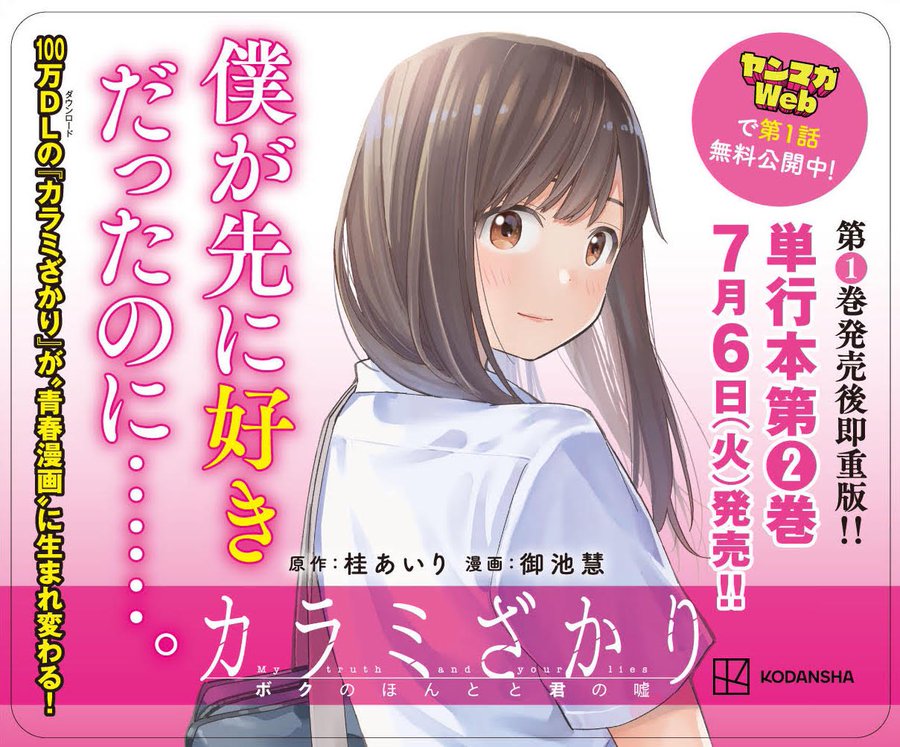 ヤンマガ
Web
で第1話
無料公開中!
第1巻発売後即重版!!
単行本第2巻
7月6日(火)発売!!
僕が先に好き
だったのに……。
100万DLの『カラミざかり』が“青春漫画”に生まれ変わる!
ダウンロード
原作:桂あいり 漫画:御池慧
カラミざかり
My truth and your lies
ボクのほんとと君の嘘
KODANSHA